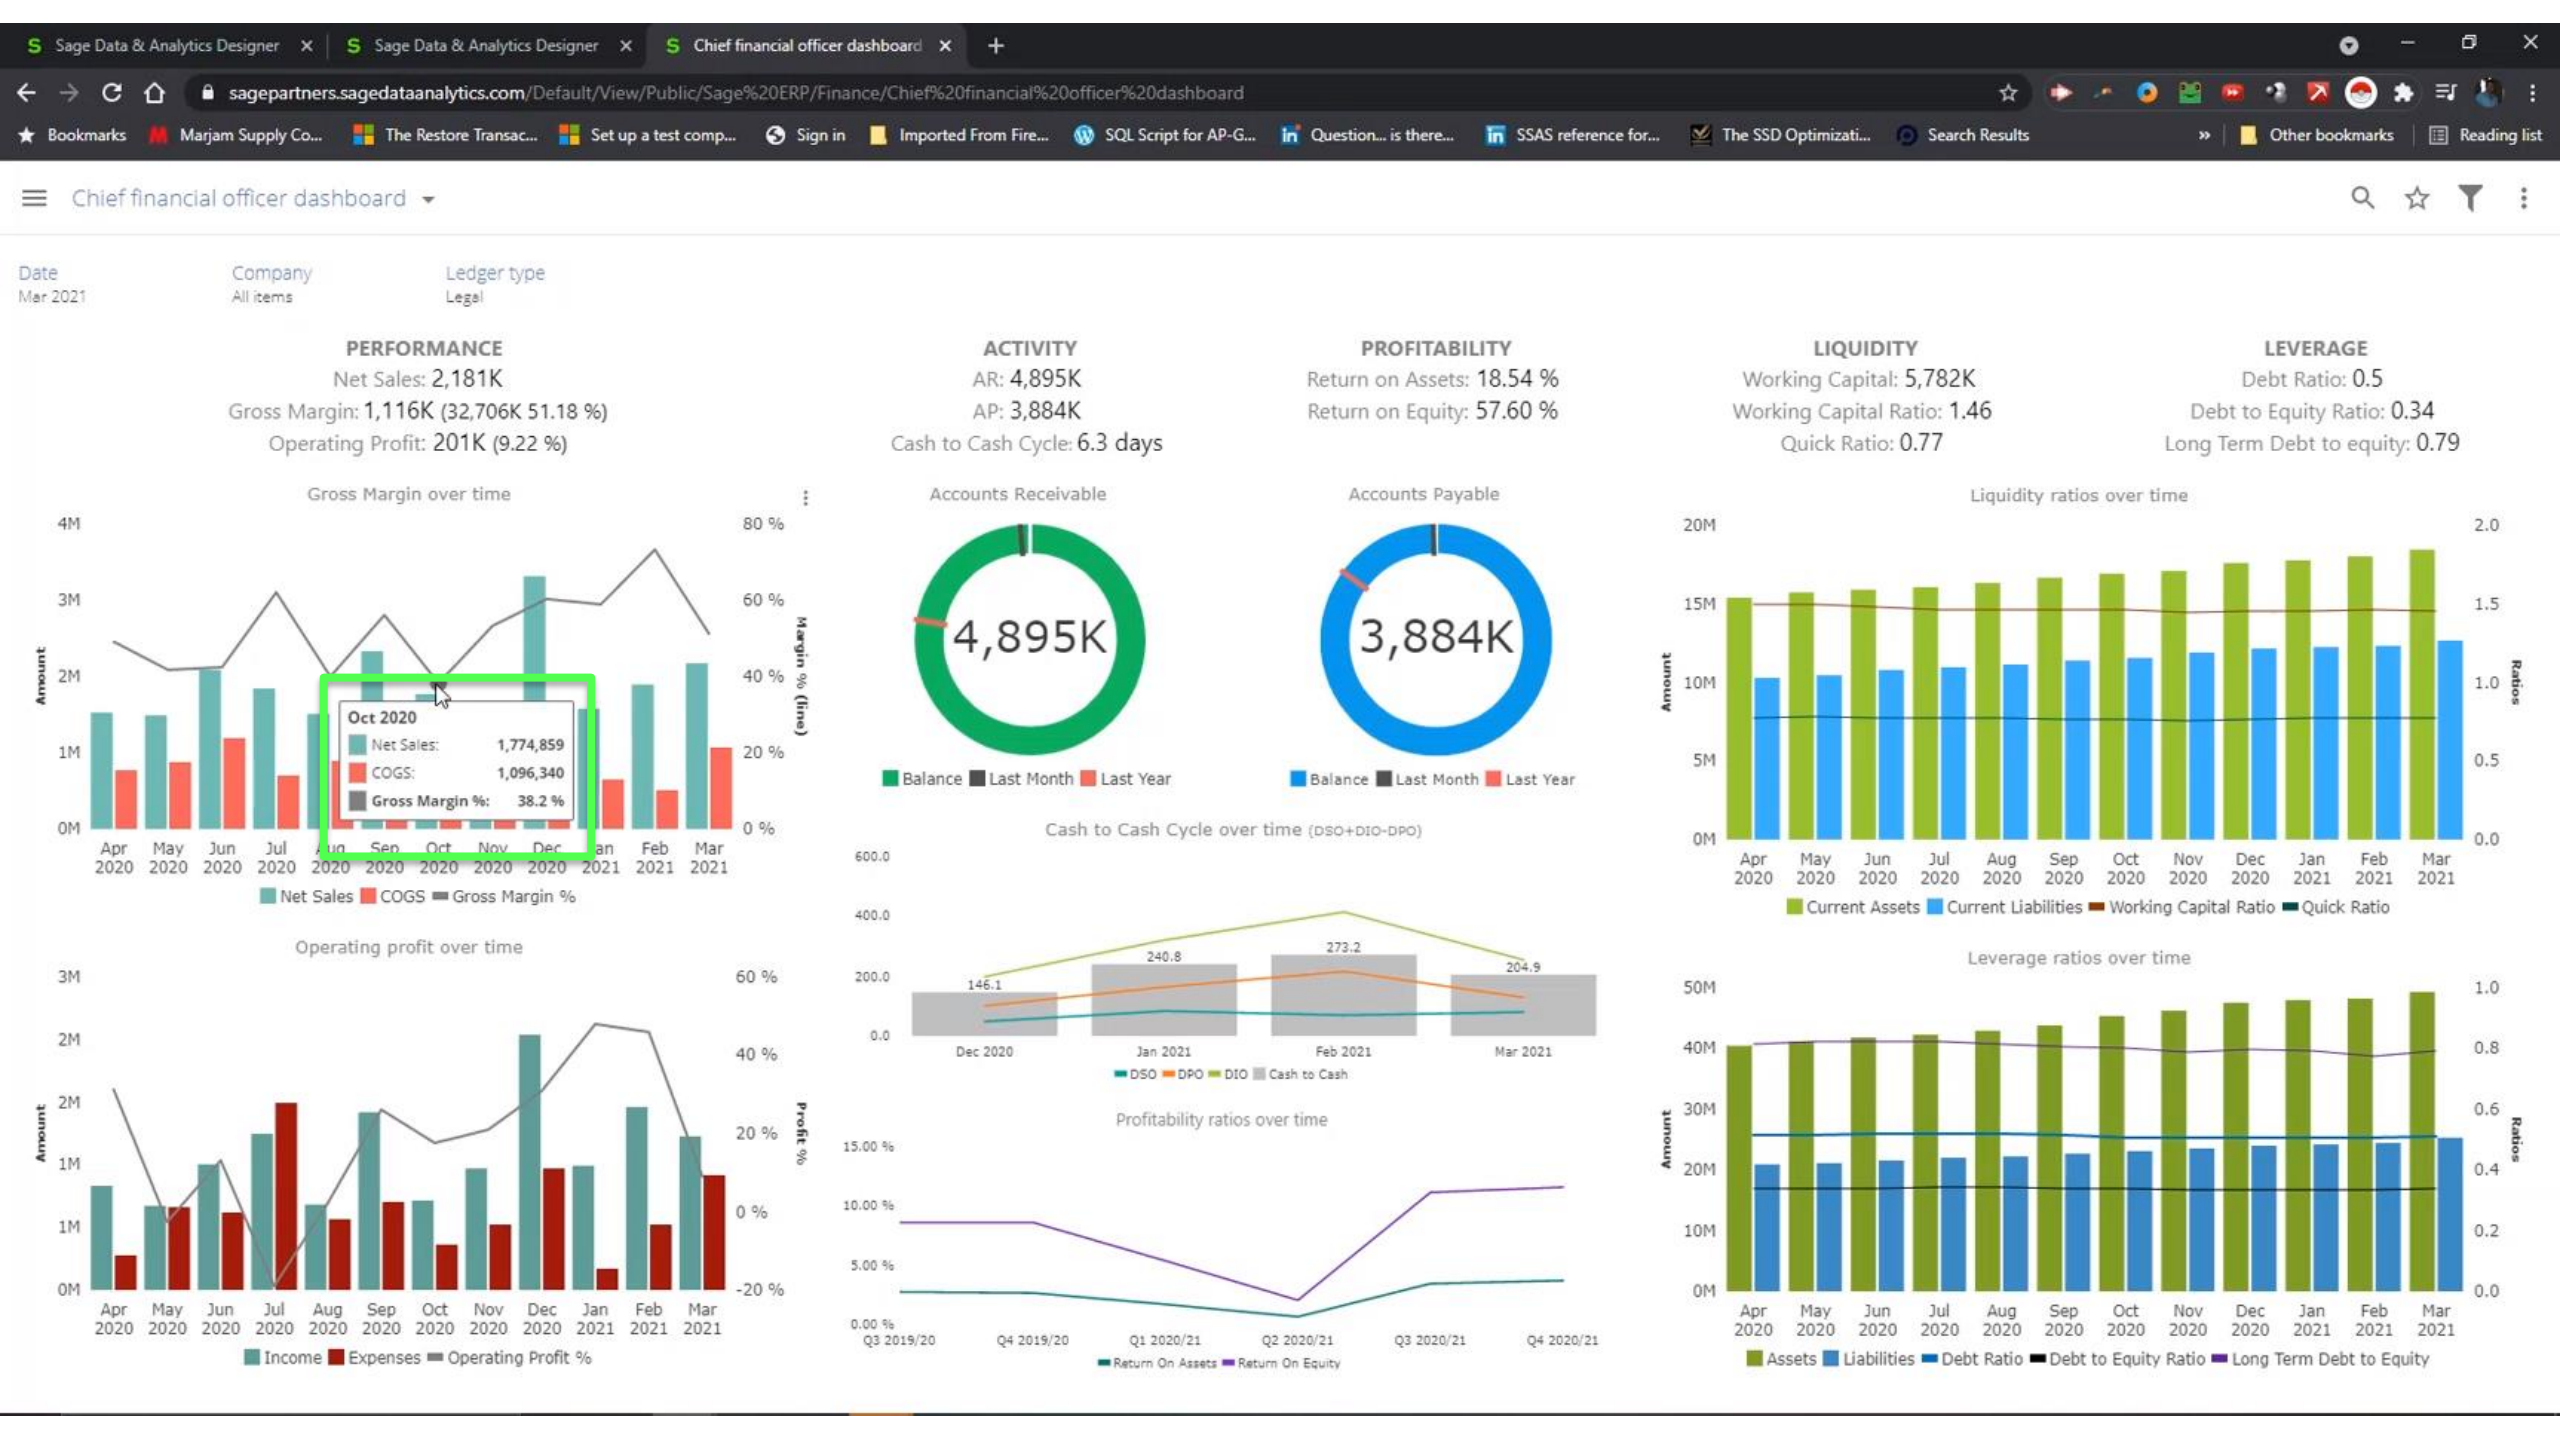 Sage Data & Analytics Designer
Sage Data & Analytics Designer
Chief financial officer dashboard
sagepartners.sagedataanalytics.com/Default/View/Public/Sage%20ERP/Finance/Chief%20financial%20officer%20dashboard
Bookmarks Marjam Supply Co... The Restore Transac... Set up a test comp... Sign in Imported From Fire... SQL Script for AP-G... Question... is there... SSAS reference for... The SSD Optimizati... Search Results » Other bookmarks Reading list
Chief financial officer dashboard
Date Company Ledger type
Mar 2021 All items Legal
PERFORMANCE
Net Sales: 2,181K
Gross Margin: 1,116K (32,706K 51.18 %)
Operating Profit: 201K (9.22 %)
ACTIVITY
AR: 4,895K
AP: 3,884K
Cash to Cash Cycle: 6.3 days
PROFITABILITY
Return on Assets: 18.54 %
Return on Equity: 57.60 %
LIQUIDITY
Working Capital: 5,782K
Working Capital Ratio: 1.46
Quick Ratio: 0.77
LEVERAGE
Debt Ratio: 0.5
Debt to Equity Ratio: 0.34
Long Term Debt to equity: 0.79
Gross Margin over time
4M 80 %
3M 60 %
2M 40 %
1M 20 %
0M 0 %
Amount
Margin % (line)
Oct 2020
Net Sales: 1,774,859
COGS: 1,096,340
Gross Margin %: 38.2 %
Apr May Jun Jul Aug Sep Oct Nov Dec Jan Feb Mar
2020 2020 2020 2020 2020 2020 2020 2020 2020 2021 2021 2021
Net Sales COGS Gross Margin %
Accounts Receivable
4,895K
Balance Last Month Last Year
Accounts Payable
3,884K
Balance Last Month Last Year
Liquidity ratios over time
20M 2.0
15M 1.5
10M 1.0
5M 0.5
0M 0.0
Amount
Ratios
Apr May Jun Jul Aug Sep Oct Nov Dec Jan Feb Mar
2020 2020 2020 2020 2020 2020 2020 2020 2020 2021 2021 2021
Current Assets Current Liabilities Working Capital Ratio Quick Ratio
Operating profit over time
3M 60 %
2M
40 %
2M
20 %
1M
0 %
1M
0M -20 %
Amount
Profit %
Apr May Jun Jul Aug Sep Oct Nov Dec Jan Feb Mar
2020 2020 2020 2020 2020 2020 2020 2020 2020 2021 2021 2021
Income Expenses Operating Profit %
Cash to Cash Cycle over time (DSO+DIO-DPO)
600.0
400.0
200.0
0.0
146.1 240.8 273.2 204.9
Dec 2020 Jan 2021 Feb 2021 Mar 2021
DSO DPO DIO Cash to Cash
Profitability ratios over time
15.00 %
10.00 %
5.00 %
0.00 %
Q3 2019/20 Q4 2019/20 Q1 2020/21 Q2 2020/21 Q3 2020/21 Q4 2020/21
Return On Assets Return On Equity
Leverage ratios over time
50M 1.0
40M 0.8
30M 0.6
20M 0.4
10M 0.2
0M 0.0
Amount
Ratios
Apr May Jun Jul Aug Sep Oct Nov Dec Jan Feb Mar
2020 2020 2020 2020 2020 2020 2020 2020 2020 2021 2021 2021
Assets Liabilities Debt Ratio Debt to Equity Ratio Long Term Debt to Equity